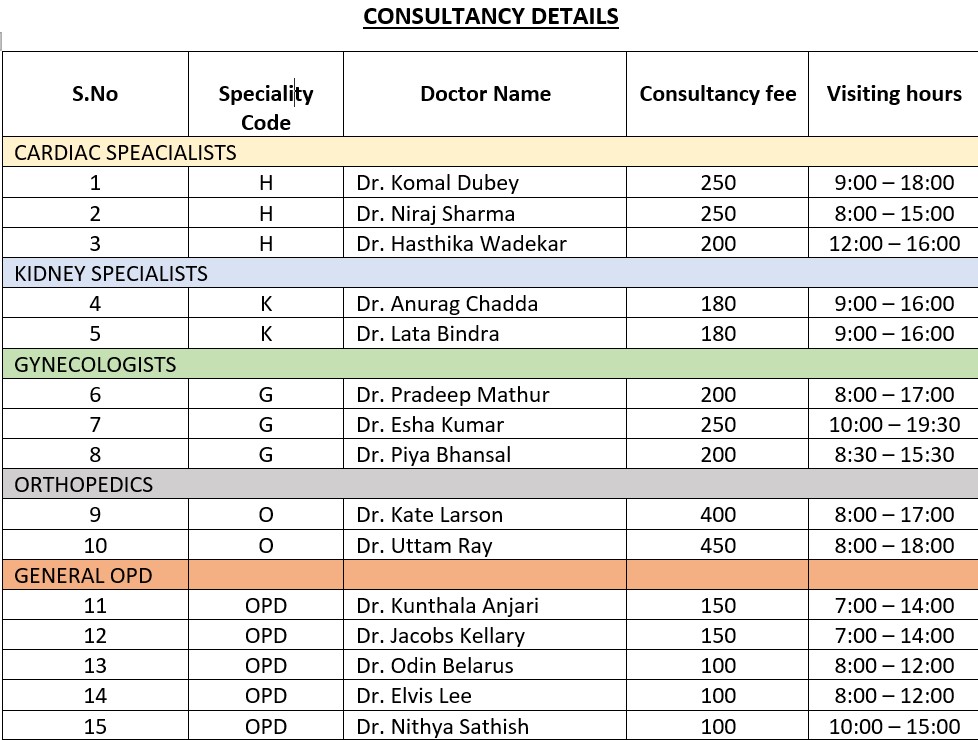 CONSULTANCY DETAILS
S.No Speciality Code Doctor Name Consultancy fee Visiting hours
CARDIAC SPEACIALISTS
1 H Dr. Komal Dubey 250 9:00 – 18:00
2 H Dr. Niraj Sharma 250 8:00 – 15:00
3 H Dr. Hasthika Wadekar 200 12:00 – 16:00
KIDNEY SPECIALISTS
4 K Dr. Anurag Chadda 180 9:00 – 16:00
5 K Dr. Lata Bindra 180 9:00 – 16:00
GYNECOLOGISTS
6 G Dr. Pradeep Mathur 200 8:00 – 17:00
7 G Dr. Esha Kumar 250 10:00 – 19:30
8 G Dr. Piya Bhansal 200 8:30 – 15:30
ORTHOPEDICS
9 O Dr. Kate Larson 400 8:00 – 17:00
10 O Dr. Uttam Ray 450 8:00 – 18:00
GENERAL OPD
11 OPD Dr. Kunthala Anjari 150 7:00 – 14:00
12 OPD Dr. Jacobs Kellary 150 7:00 – 14:00
13 OPD Dr. Odin Belarus 100 8:00 – 12:00
14 OPD Dr. Elvis Lee 100 8:00 – 12:00
15 OPD Dr. Nithya Sathish 100 10:00 – 15:00